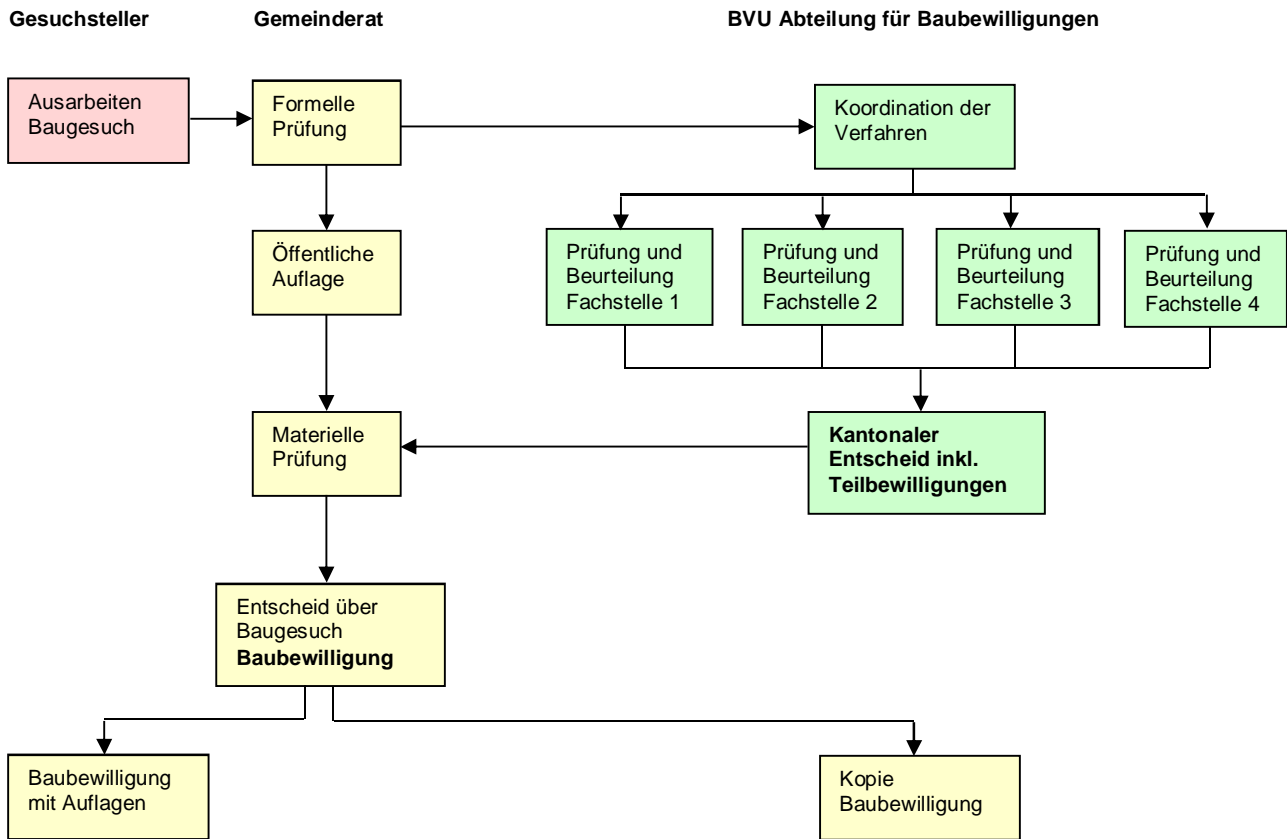 Gesuchsteller
Gemeinderat
BVU Abteilung für Baubewilligungen
Ausarbeiten
Baugesuch
Formelle
Prüfung
Koordination der
Verfahren
Öffentliche
Auflage
Prüfung und
Beurteilung
Fachstelle 1
Prüfung und
Beurteilung
Fachstelle 2
Prüfung und
Beurteilung
Fachstelle 3
Prüfung und
Beurteilung
Fachstelle 4
Materielle
Prüfung
Kantonaler
Entscheid inkl.
Teilbewilligungen
Entscheid über
Baugesuch
Baubewilligung
Baubewilligung
mit Auflagen
Kopie
Baubewilligung